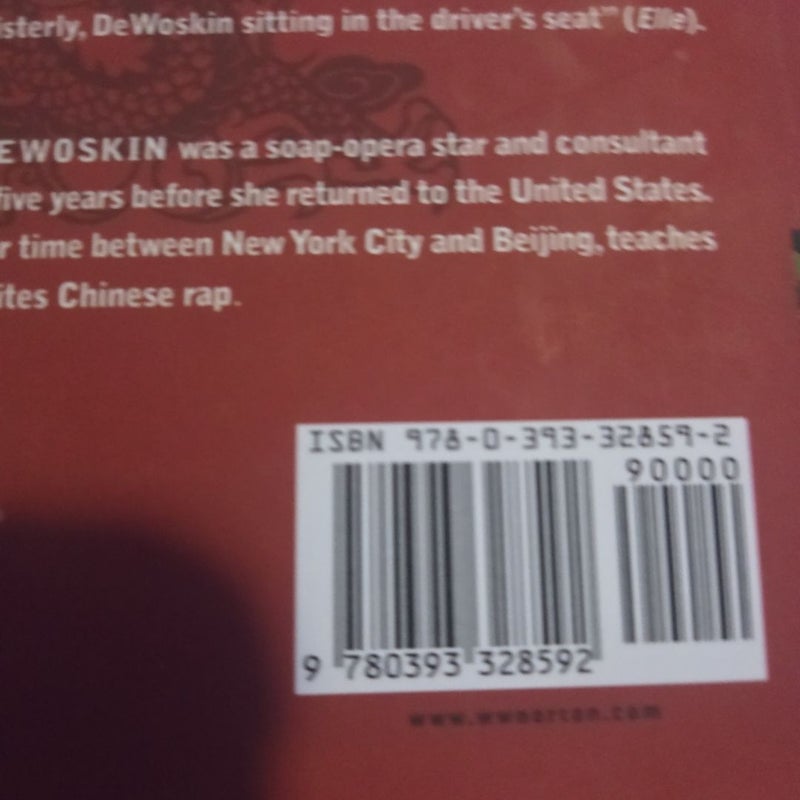 isterly, DeWoskin sitting in the driver's seat" (Elle).
EWOSKIN was a soap-opera star and consultant
five years before she returned to the United States.
r time between New York City and Beijing, teaches
ites Chinese rap.
ISBN 978-0-393-32859-2
90000
9 780393 328592
www.wwnorton.com